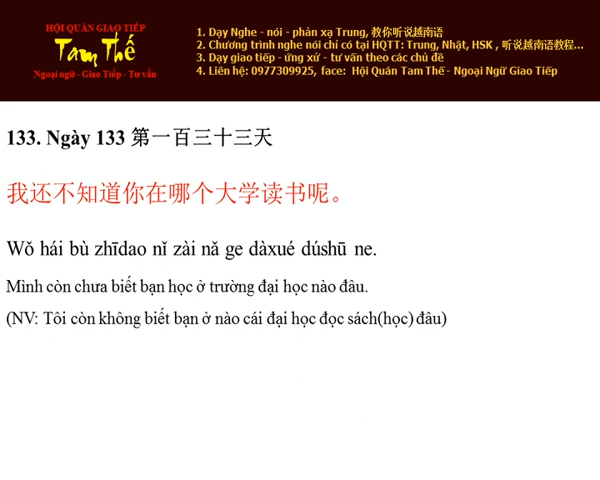 HỘI QUÁN GIAO TIẾP
Tam Thế
Ngoại ngữ - Giao Tiếp - Tư vấn
1. Dạy Nghe - nói - phản xạ Trung, 教你听说越南语
2. Chương trình nghe nói chỉ có tại HQTT: Trung, Nhật, HSK , 听说越南语教程...
3. Dạy giao tiếp - ứng xử - tư vấn theo các chủ đề
4. Liên hệ: 0977309925, face:  Hội Quán Tam Thế - Ngoại Ngữ Giao Tiếp
133. Ngày 133 第一百三十三天
我还不知道你在哪个大学读书呢。
Wǒ hái bù zhīdao nǐ zài nǎ ge dàxué dúshū ne.
Mình còn chưa biết bạn học ở trường đại học nào đâu.
(NV: Tôi còn không biết bạn ở nào cái đại học đọc sách(học) đâu)